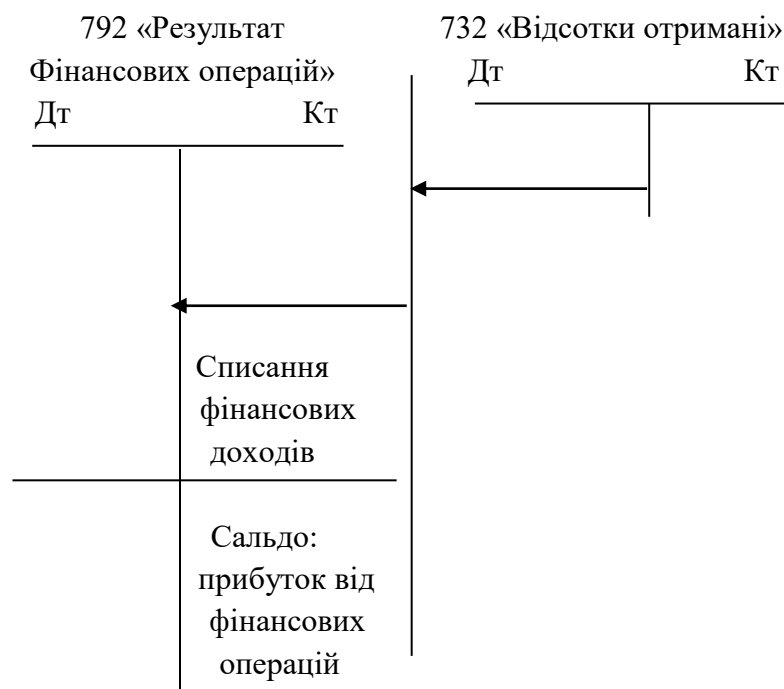 792 «Результат
Фінансових операцій»
Дт Кт
732 «Відсотки отримані»
Дт Кт
Списання
фінансових
доходів
Сальдо:
прибуток від
фінансових
операцій